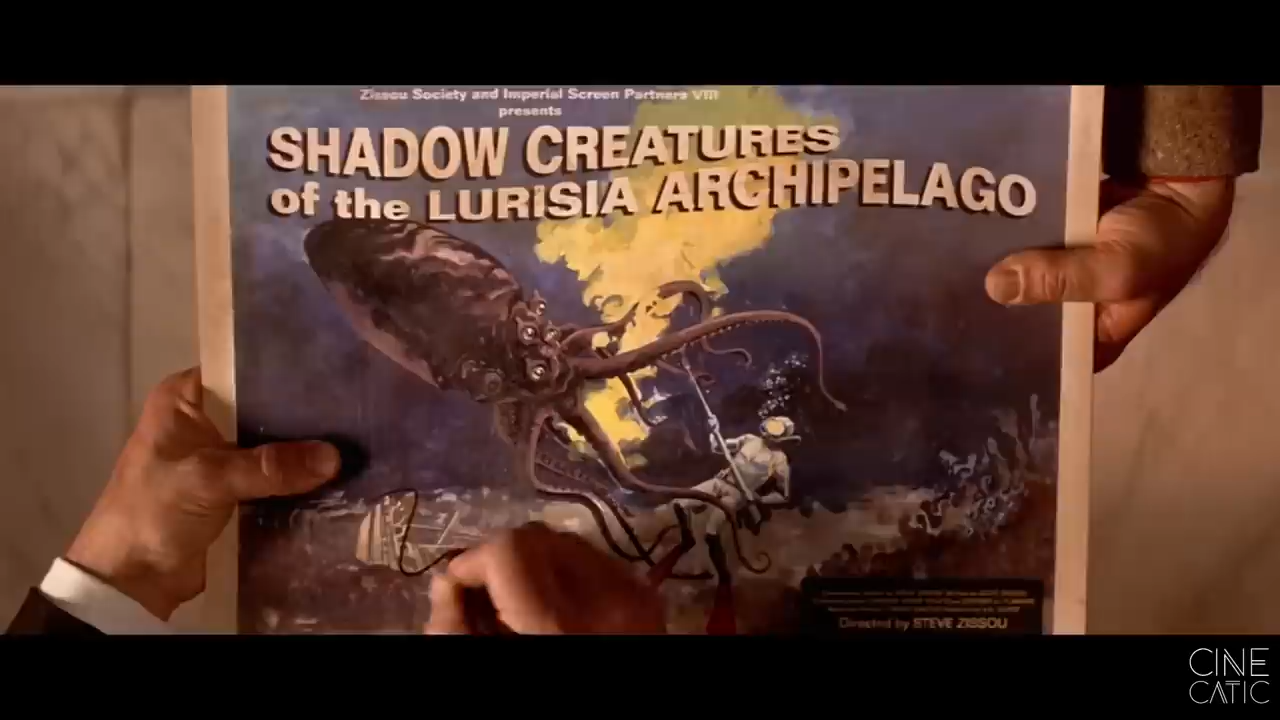 Zissou Society and Imperial Screen Partners VIII
presents
SHADOW CREATURES
of the LURISIA ARCHIPELAGO
Directed by STEVE ZISSOU
CINE
CATIC